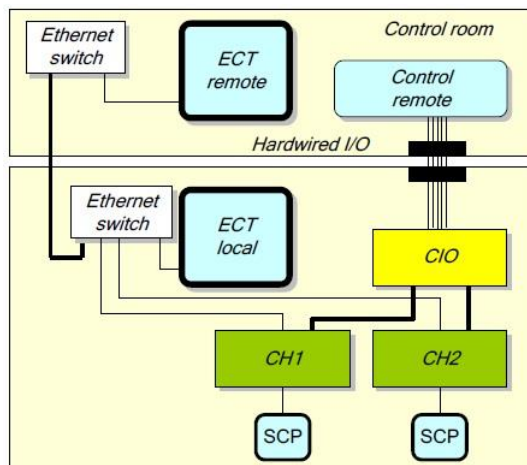 Ethernet
switch
ECT
remote
Control room
Control
remote
Hardwired I/O
Ethernet
switch
ECT
local
CIO
CH1
CH2
SCP
SCP